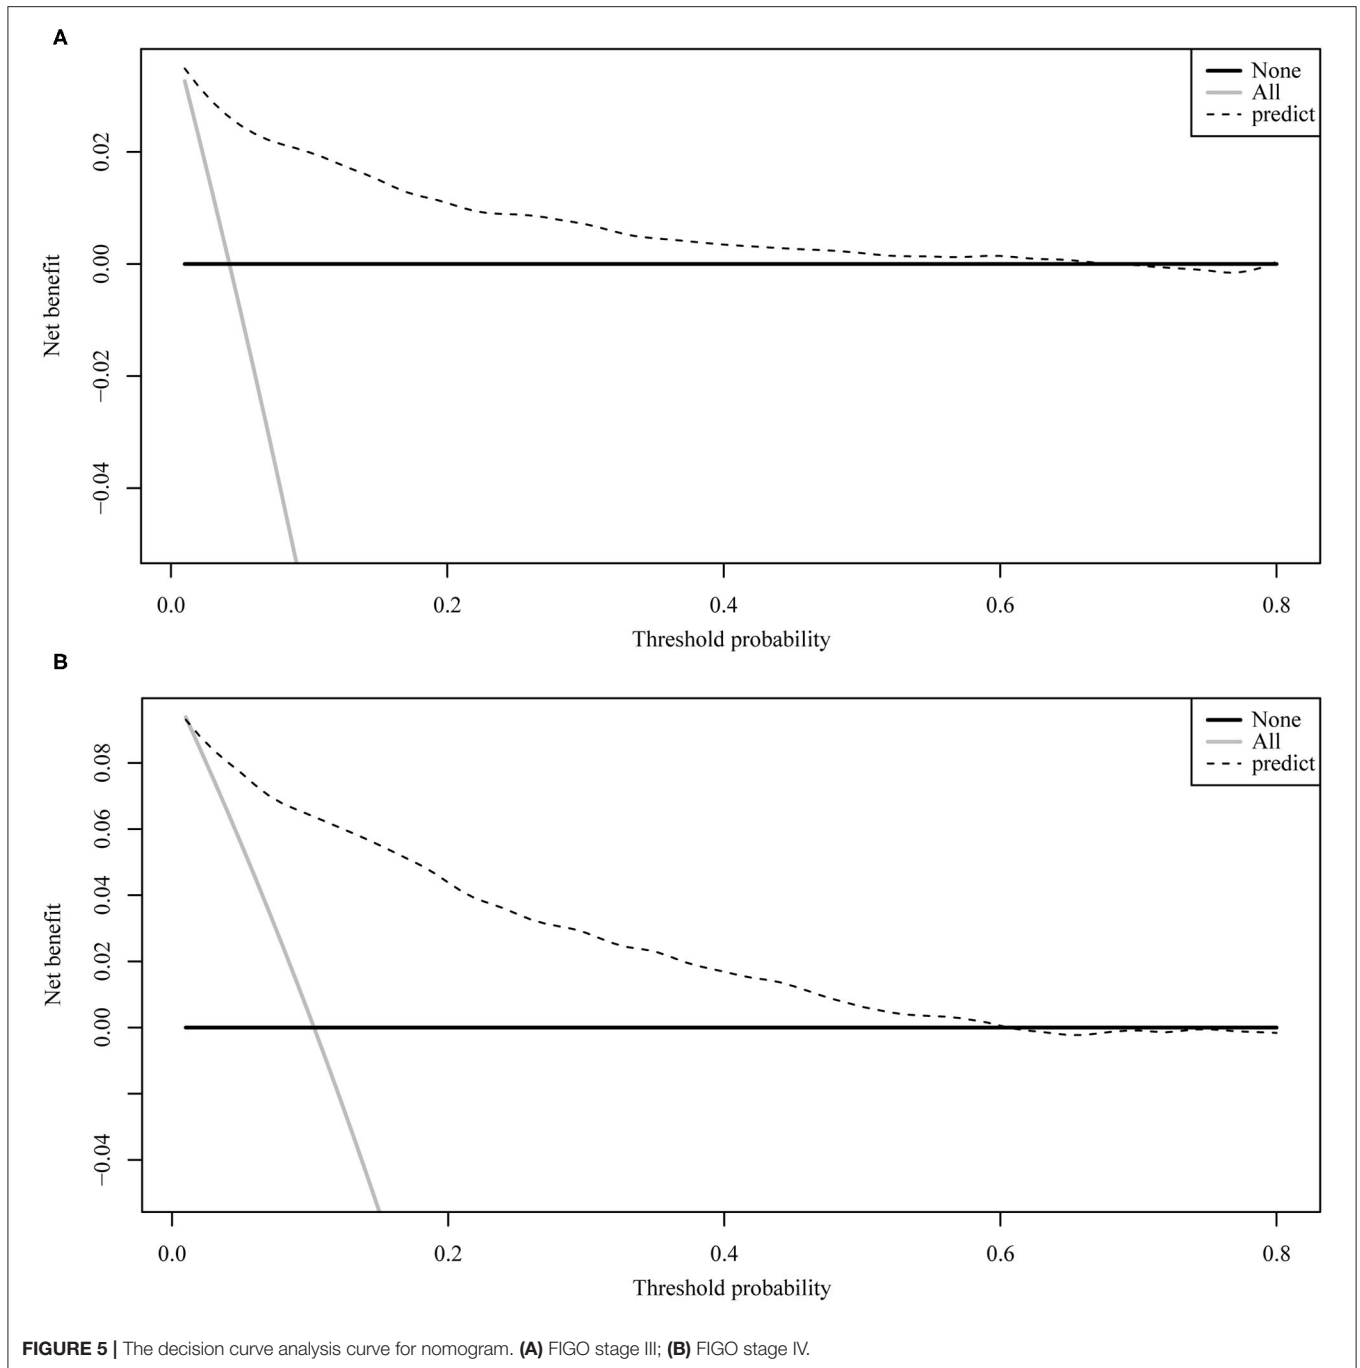 A
None
All
predict
0.02
0.00
−0.02
−0.04
Net benefit
0.0 0.2 0.4 0.6 0.8
Threshold probability
B
None
All
predict
0.08
0.06
0.04
0.02
0.00
−0.04
Net benefit
0.0 0.2 0.4 0.6 0.8
Threshold probability
FIGURE 5 | The decision curve analysis curve for nomogram. (A) FIGO stage III; (B) FIGO stage IV.